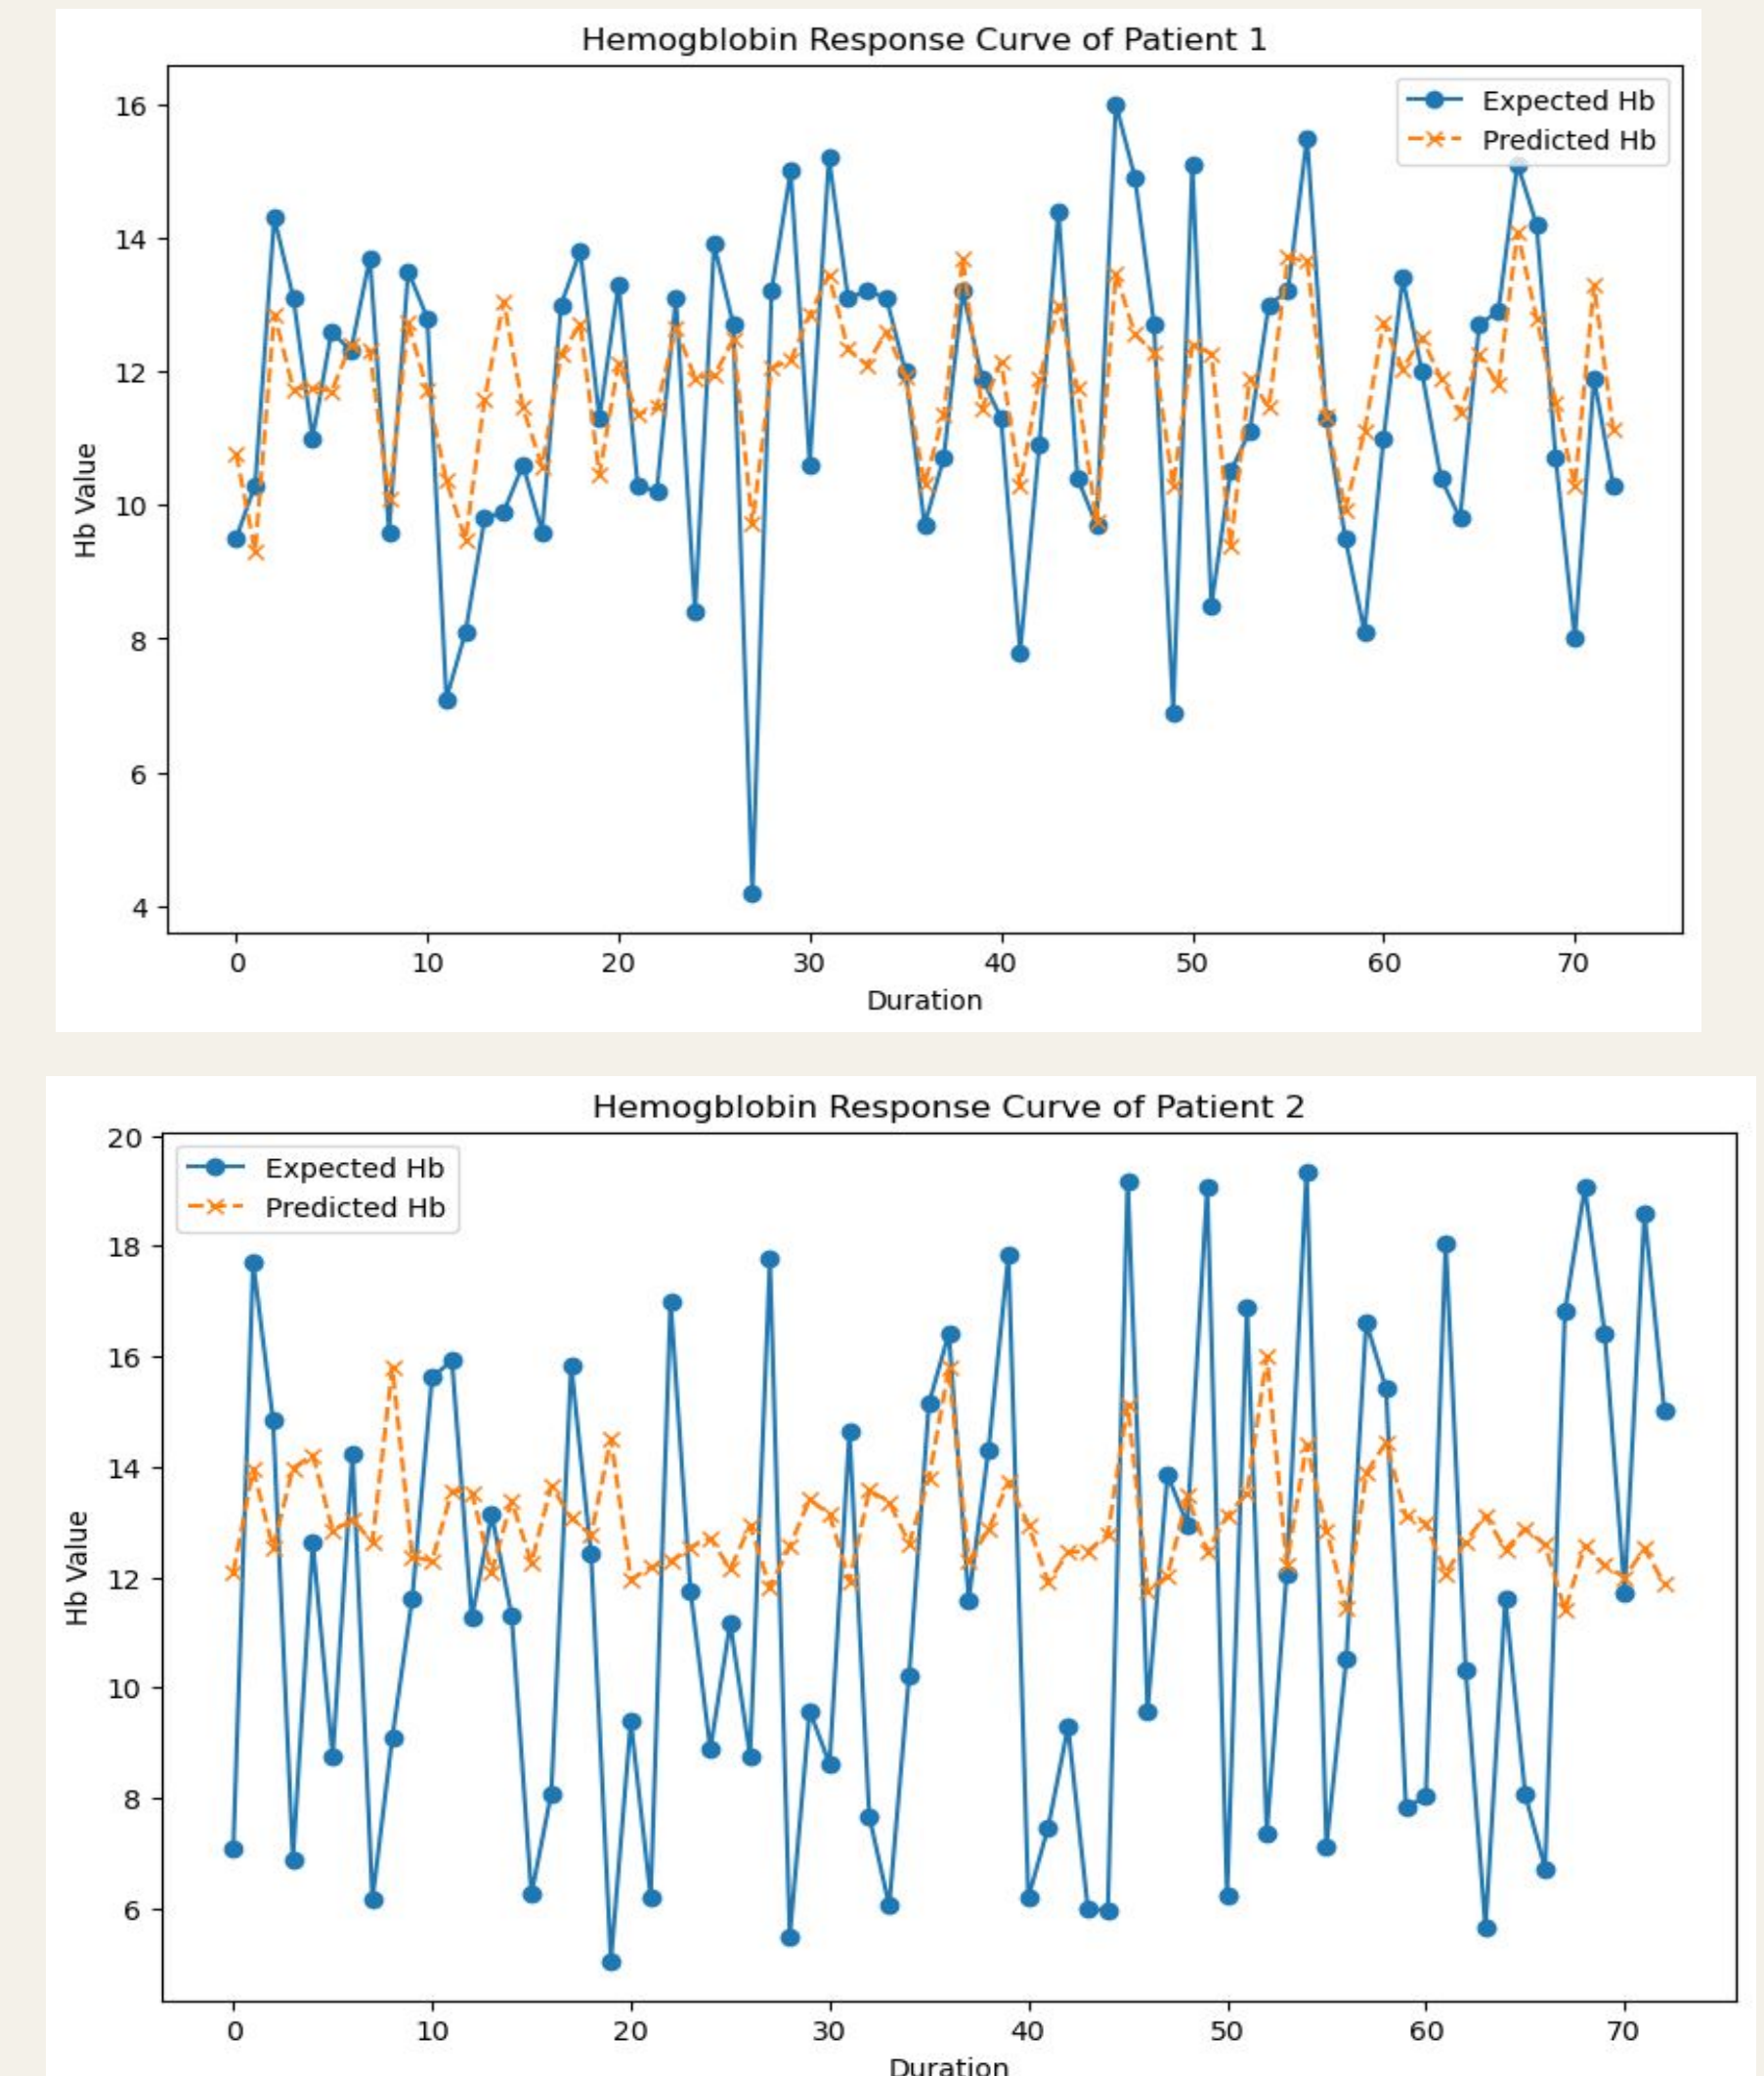 Hemogblobin Response Curve of Patient 1
Expected Hb
Predicted Hb
16
14
12
10
8
6
4
Hb Value
0 10 20 30 40 50 60 70
Duration
Hemogblobin Response Curve of Patient 2
Expected Hb
Predicted Hb
20
18
16
14
12
10
8
6
Hb Value
0 10 20 30 40 50 60 70
Duration